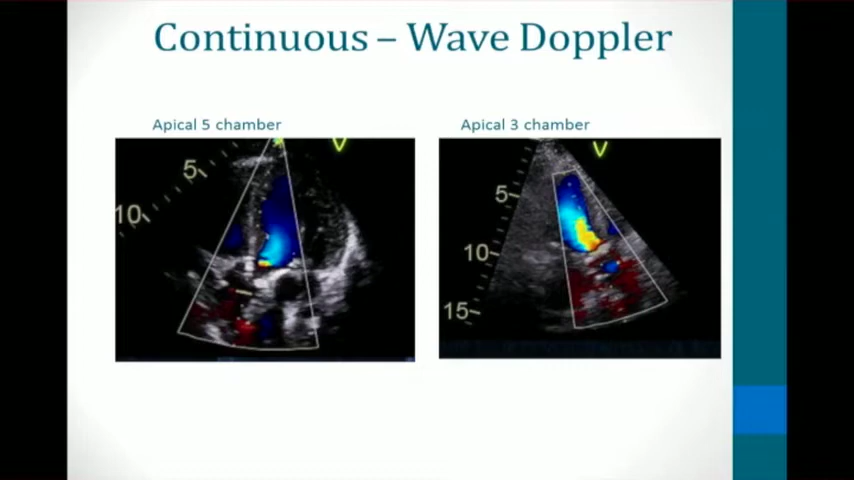 Continuous – Wave Doppler
Apical 5 chamber
Apical 3 chamber
V
5
10
V
5
10
15